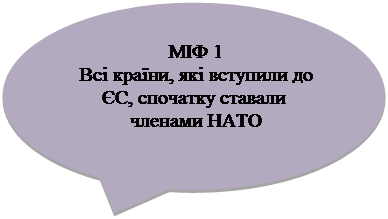 МІФ 1
Всі країни, які вступили до
ЄС, спочатку ставали
членами НАТО